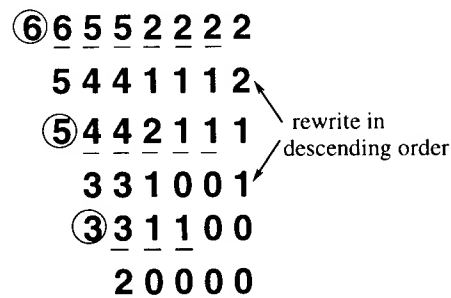 6 6 5 5 2 2 2 2
5 4 4 1 1 1 2
5 4 4 2 1 1 1
rewrite in
descending order
3 3 1 0 0 1
3 3 1 1 0 0
2 0 0 0 0